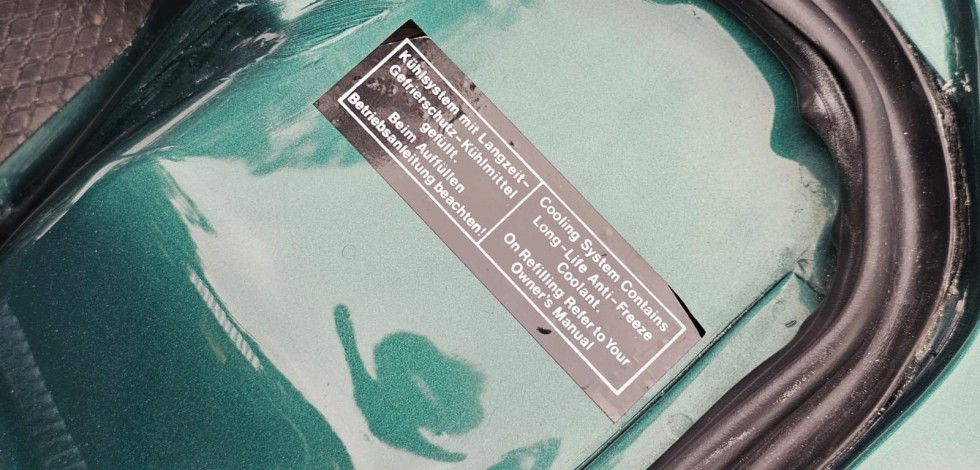 Kühlsystem mit Langzeit-
Gefrierschutz-Kühlmittel
gefüllt.
Beim Auffüllen
Betriebsanleitung beachten!
Cooling System Contains
Long-Life Anti-Freeze
Coolant.
On Refilling Refer to Your
Owner's Manual